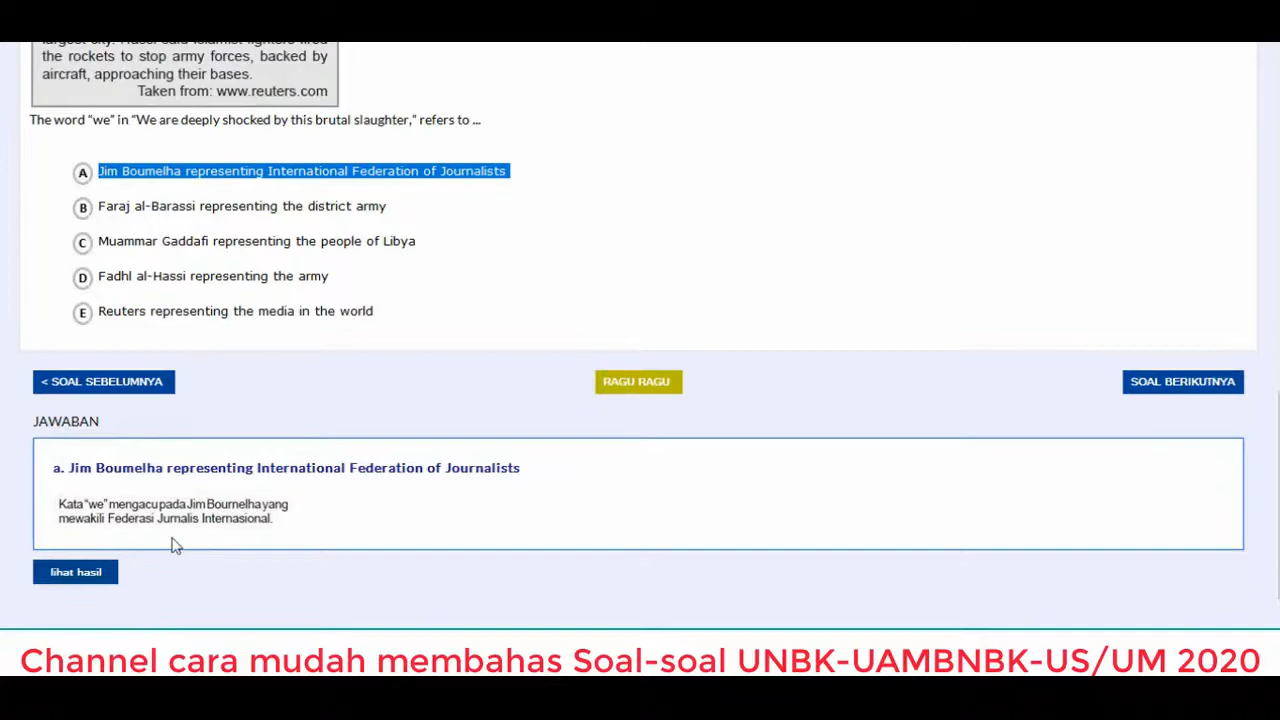 the rockets to stop army forces, backed by
aircraft, approaching their bases.
Taken from: www.reuters.com
The word “we” in “We are deeply shocked by this brutal slaughter,” refers to ...
A Jim Boumelha representing International Federation of Journalists
B Faraj al-Barassi representing the district army
C Muammar Gaddafi representing the people of Libya
D Fadhl al-Hassi representing the army
E Reuters representing the media in the world
< SOAL SEBELUMNYA
RAGU RAGU
SOAL BERIKUTNYA
JAWABAN
a. Jim Boumelha representing International Federation of Journalists
Kata “we” mengacu pada Jim Bournelha yang
mewakili Federasi Jurnalis Internasional.
lihat hasil
Channel cara mudah membahas Soal-soal UNBK-UAMBNBK-US/UM 2020